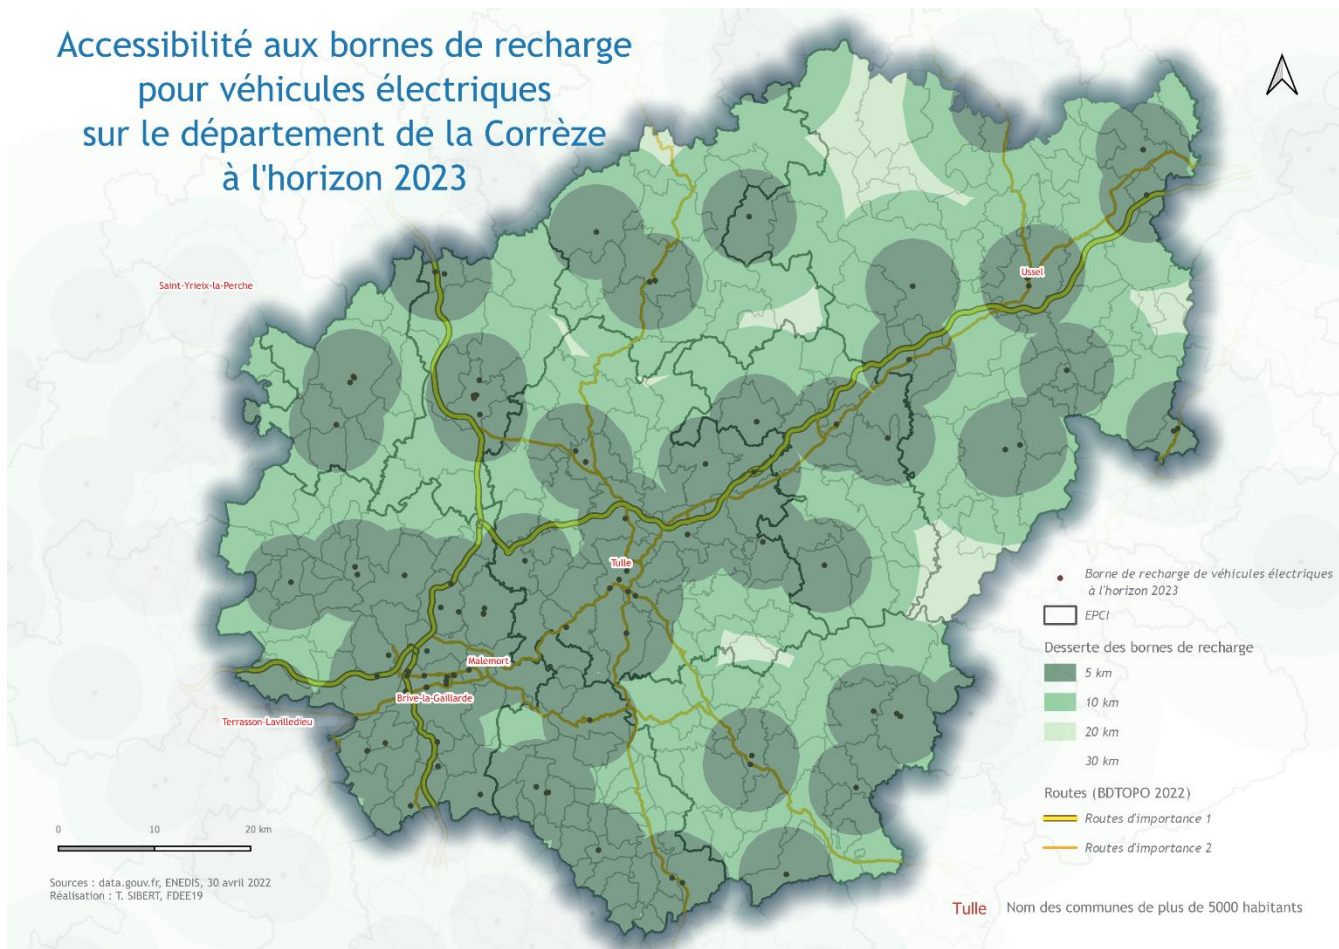 Accessibilité aux bornes de recharge
pour véhicules électriques
sur le département de la Corrèze
à l'horizon 2023
Saint-Yrieix-la-Perche
Ussel
Tulle
Malemort
Brive-la-Gaillarde
Terrasson-Lavilledieu
Borne de recharge de véhicules électriques
à l'horizon 2023
EPCI
Desserte des bornes de recharge
5 km
10 km
20 km
30 km
Routes (BDTOPO 2022)
Routes d'importance 1
Routes d'importance 2
0 10 20 km
Sources : data.gouv.fr, ENEDIS, 30 avril 2022
Réalisation : T. SIBERT, FDEE19
Tulle Nom des communes de plus de 5000 habitants